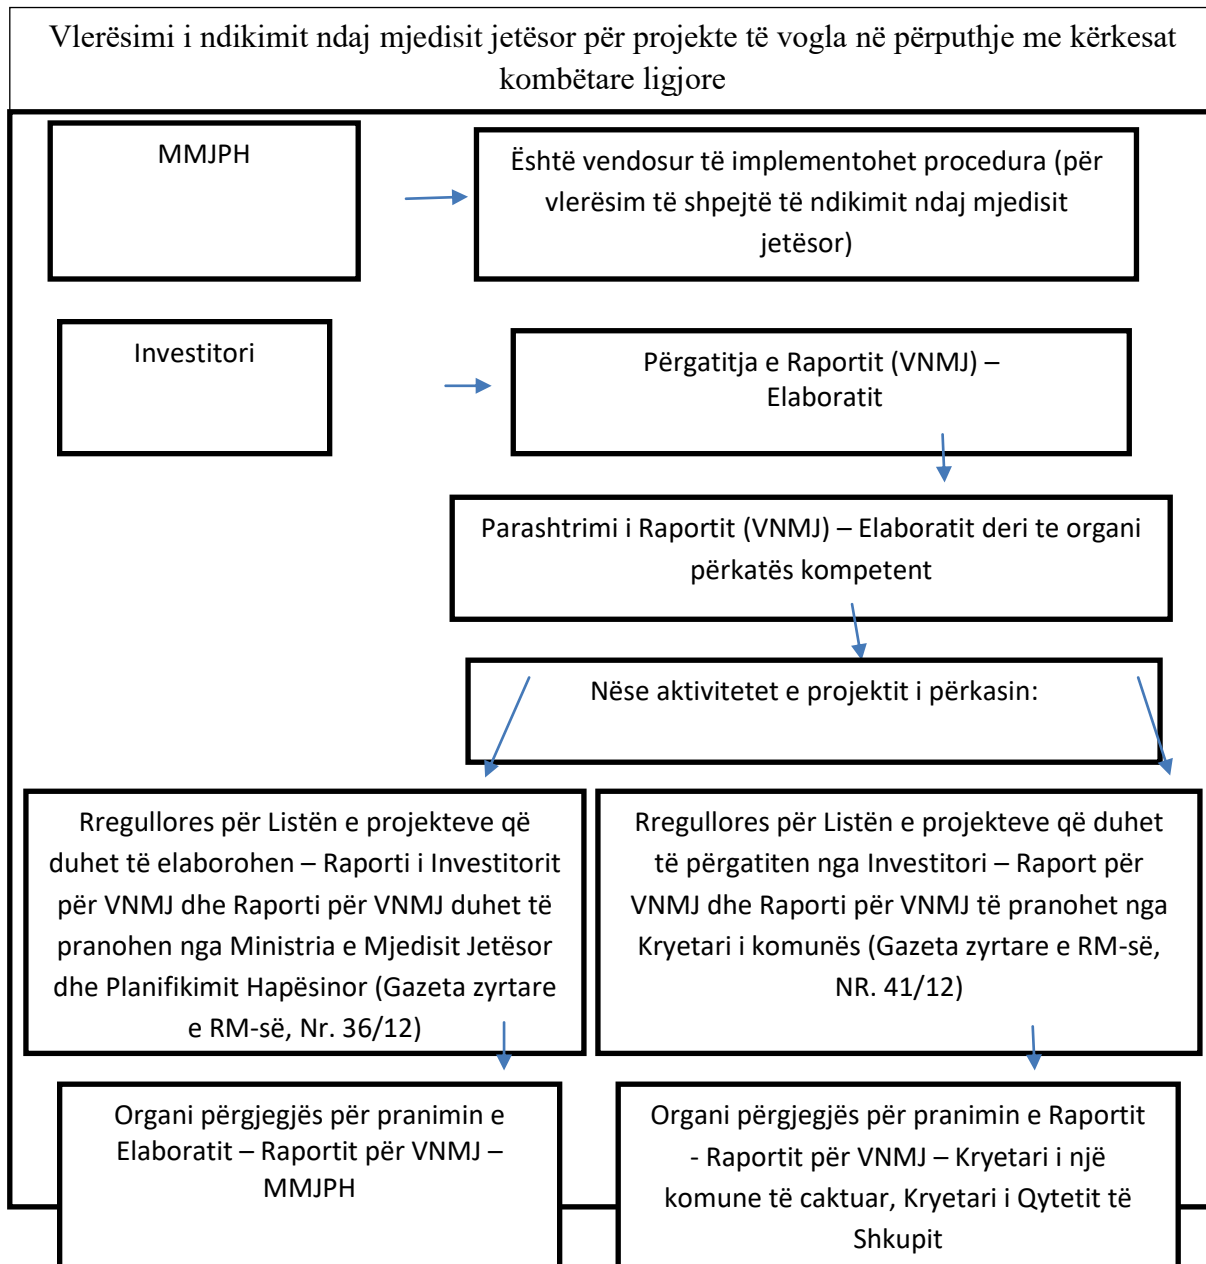 Vlerësimi i ndikimit ndaj mjedisit jetësor për projekte të vogla në përputhje me kërkesat
kombëtare ligjore
MMJPH
Është vendosur të implementohet procedura (për
vlerësim të shpejtë të ndikimit ndaj mjedisit
jetësor)
Investitori
Përgatitja e Raportit (VNMJ) –
Elaboratit
Parashtrimi i Raportit (VNMJ) – Elaboratit deri te organi
përkatës kompetent
Nëse aktivitetet e projektit i përkasin:
Rregullores për Listën e projekteve që
duhet të elaborohen – Raporti i Investitorit
për VNMJ dhe Raporti për VNMJ duhet të
pranohen nga Ministria e Mjedisit Jetësor
dhe Planifikimit Hapësinor (Gazeta zyrtare
e RM-së, Nr. 36/12)
Rregullores për Listën e projekteve që duhet
të përgatiten nga Investitori – Raport për
VNMJ dhe Raporti për VNMJ të pranohet nga
Kryetari i komunës (Gazeta zyrtare e RM-së,
NR. 41/12)
Organi përgjegjës për pranimin e
Elaboratit – Raportit për VNMJ –
MMJPH
Organi përgjegjës për pranimin e Raportit
- Raportit për VNMJ – Kryetari i një
komune të caktuar, Kryetari i Qytetit të
Shkupit